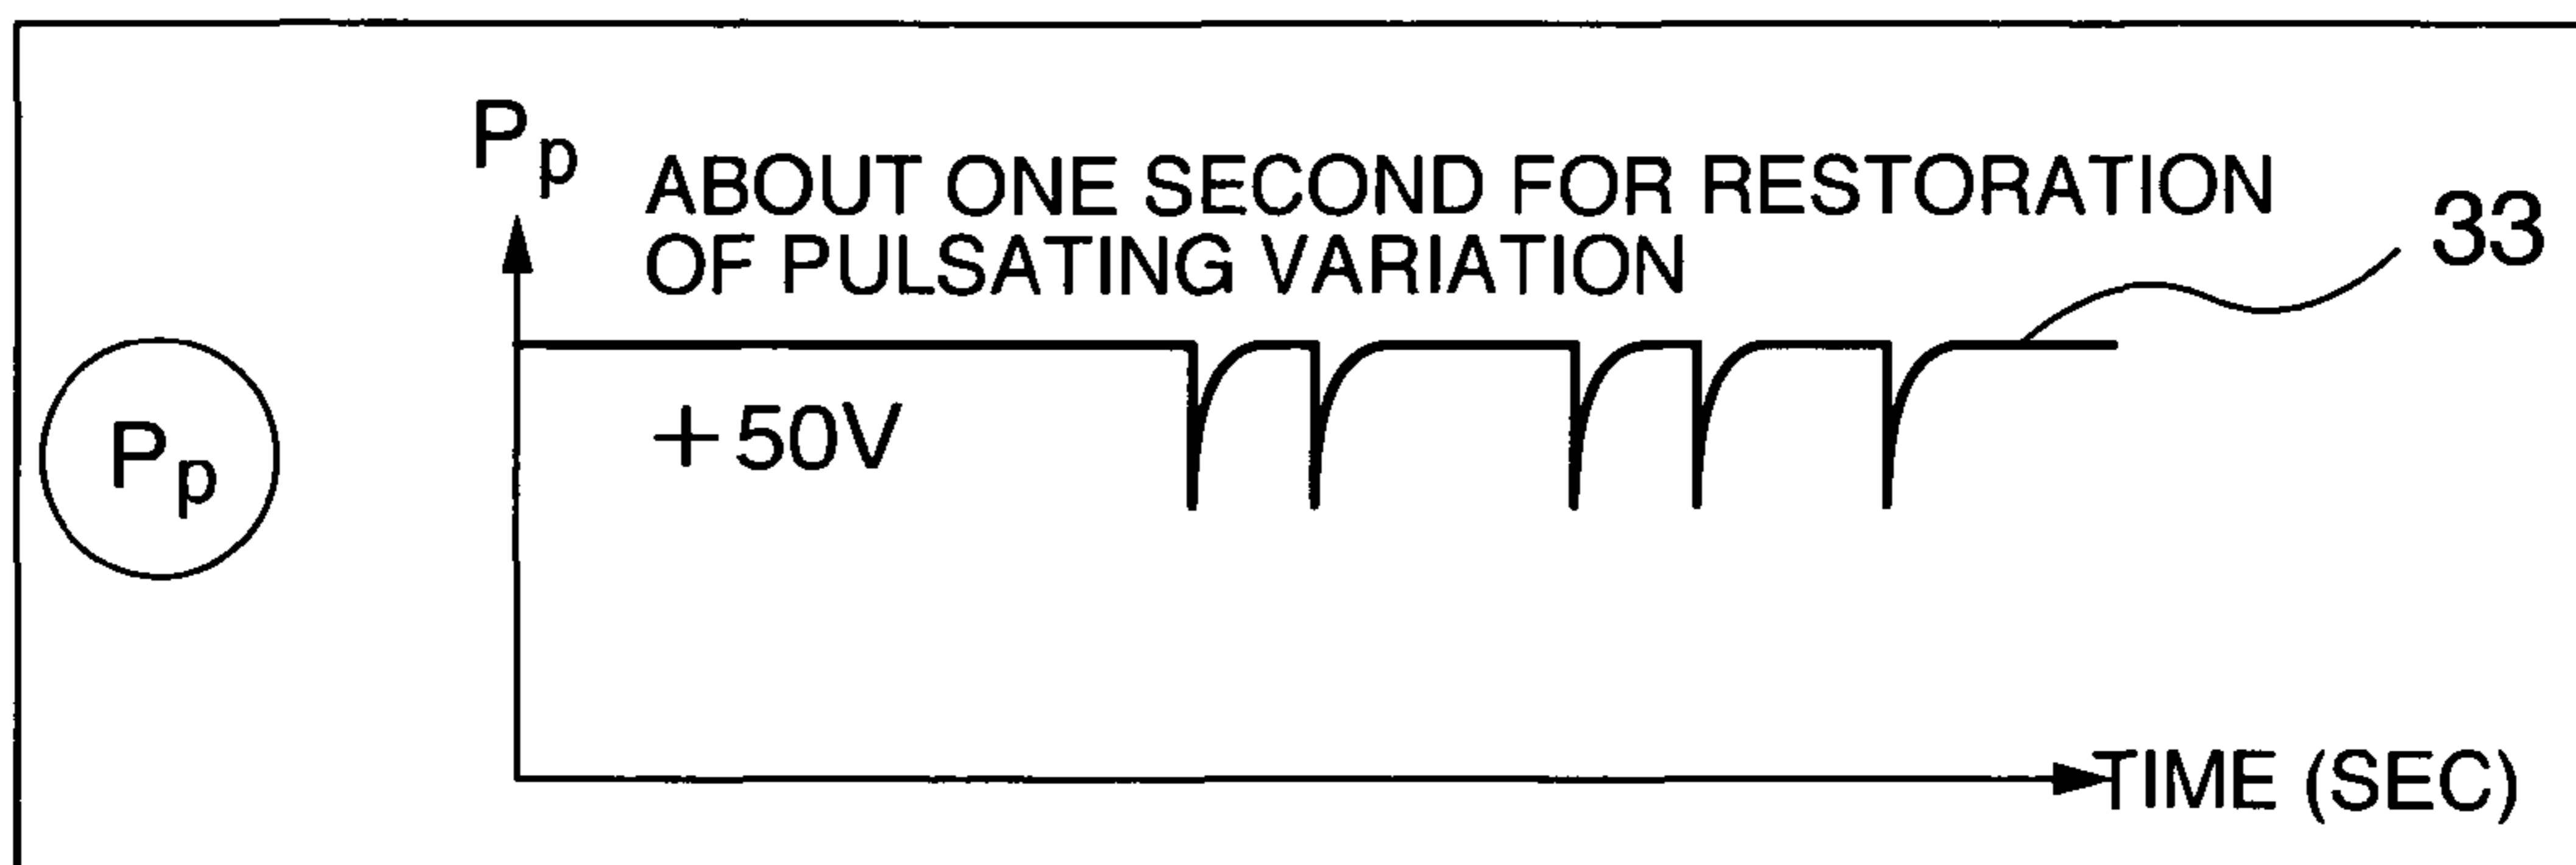 Pp
ABOUT ONE SECOND FOR RESTORATION
OF PULSATING VARIATION
33
+50V
Pp
TIME (SEC)